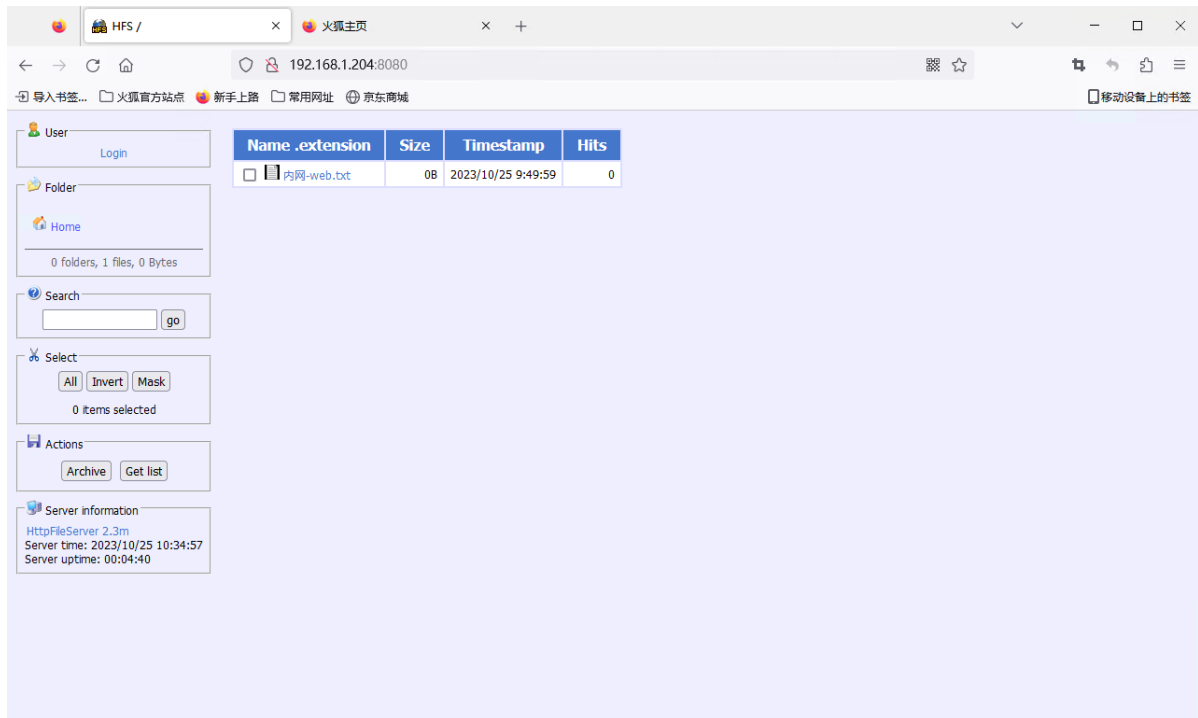 HFS /
火狐主页
192.168.1.204:8080
导入书签... 火狐官方站点 新手上路 常用网址 京东商城 移动设备上的书签
User
Login
Folder
Home
0 folders, 1 files, 0 Bytes
Search
go
Select
All Invert Mask
0 items selected
Actions
Archive Get list
Server information
HttpFileServer 2.3m
Server time: 2023/10/25 10:34:57
Server uptime: 00:04:40
Name .extension Size Timestamp Hits
内网-web.txt 0B 2023/10/25 9:49:59 0